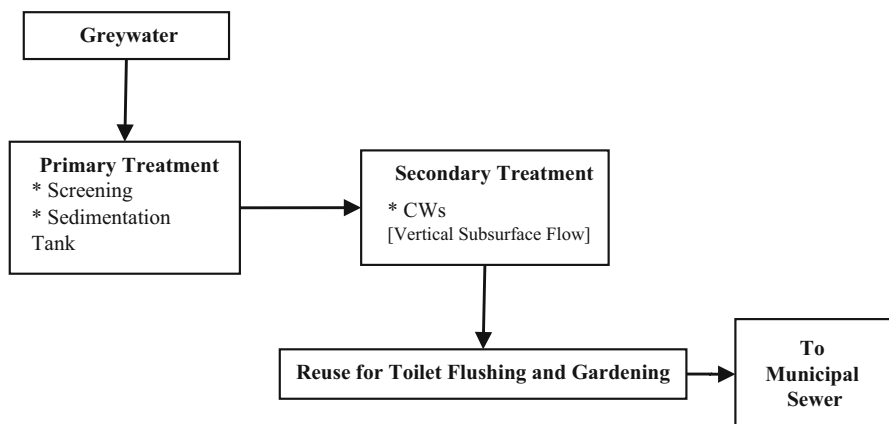 Greywater
Primary Treatment
* Screening
* Sedimentation
Tank
Secondary Treatment
* CWs
[Vertical Subsurface Flow]
Reuse for Toilet Flushing and Gardening
To
Municipal
Sewer